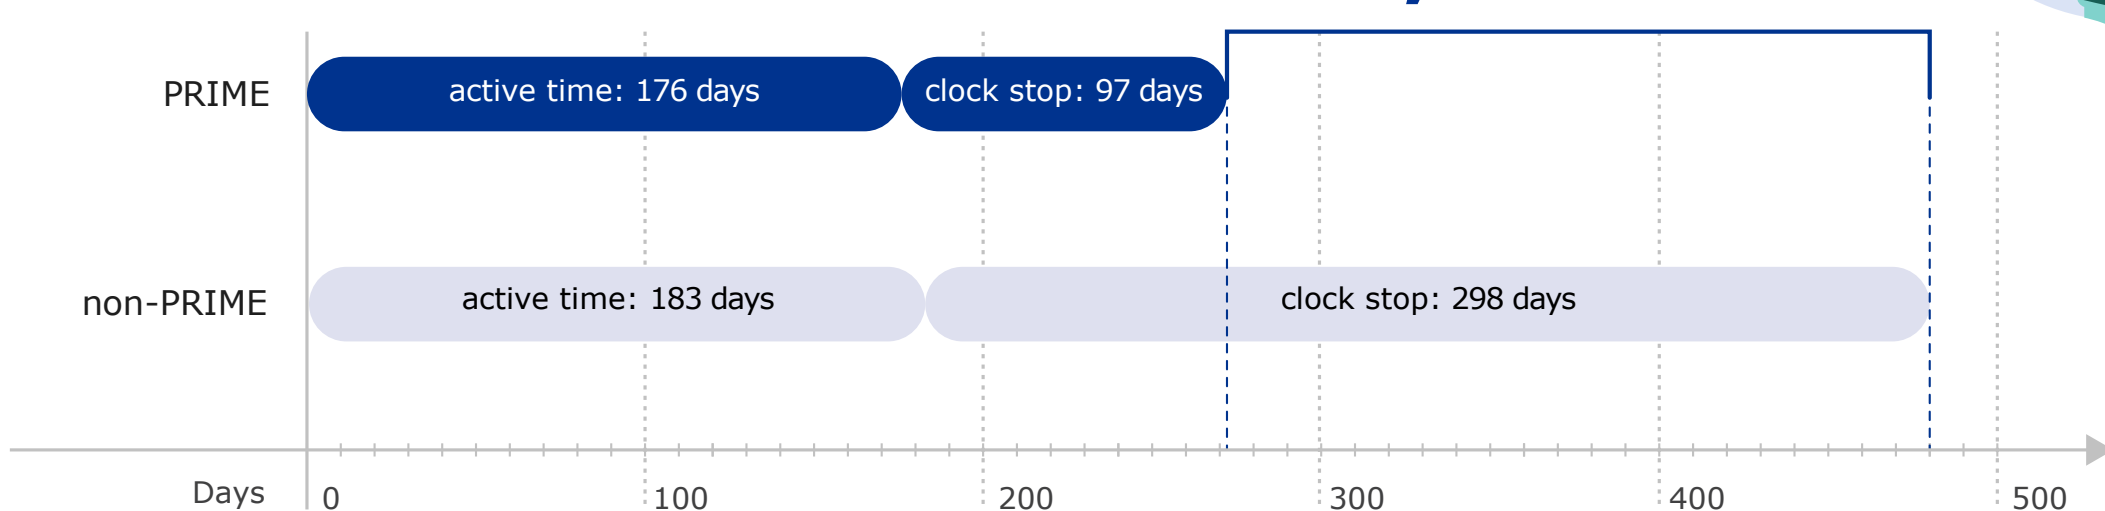 PRIME
active time: 176 days
clock stop: 97 days
non-PRIME
active time: 183 days
clock stop: 298 days
Days
0
100
200
300
400
500